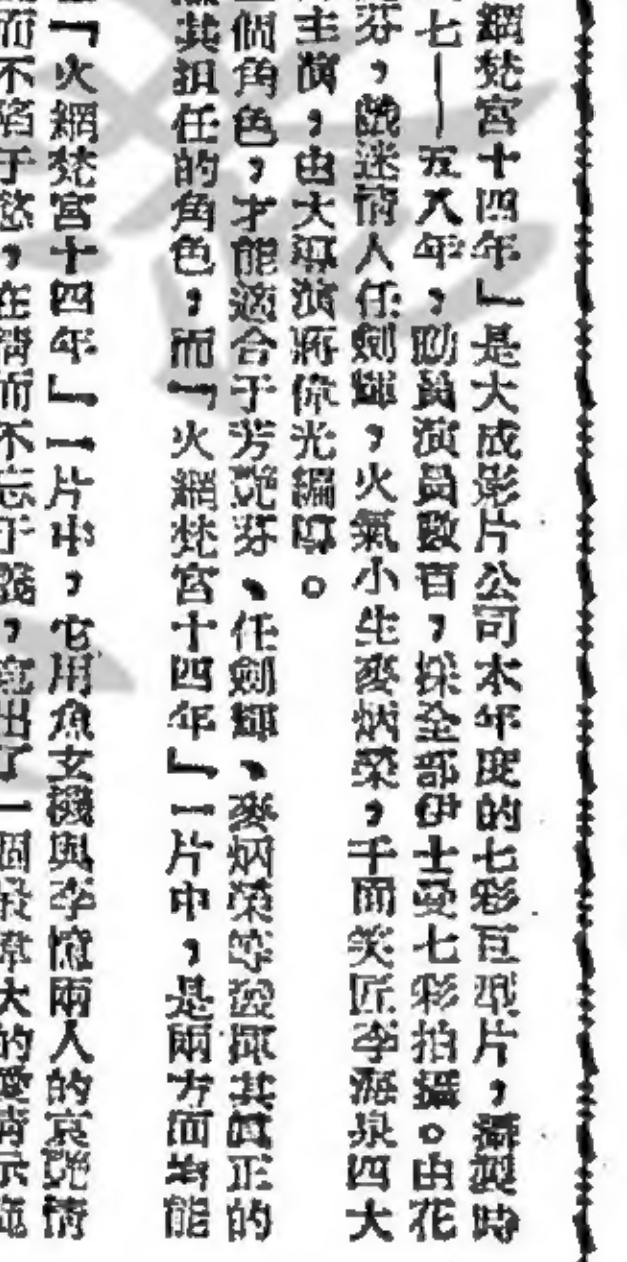 網梵宮十四年」是大成影片公司本年度的七彩巨型片,攝製時
七——五八年,動員演員數百,採全部伊士曼七彩拍攝。由花
芬,戲迷情人任劍輝,火氣小生麥炳榮,千面笑匠李海泉四大
主演,由大導演蔣偉光編導。
個角色,才能適合于芳艷芬、任劍輝、麥炳榮等發揮其眞正的
其担任的角色,而「火網梵宮十四年」一片中,是兩方面均能
「火網梵宮十四年」一片中,它用魚玄機與李憶兩人的哀艷情
而不陷于慾,在情而不忘于戲,寫出了一個最偉大的愛情示範